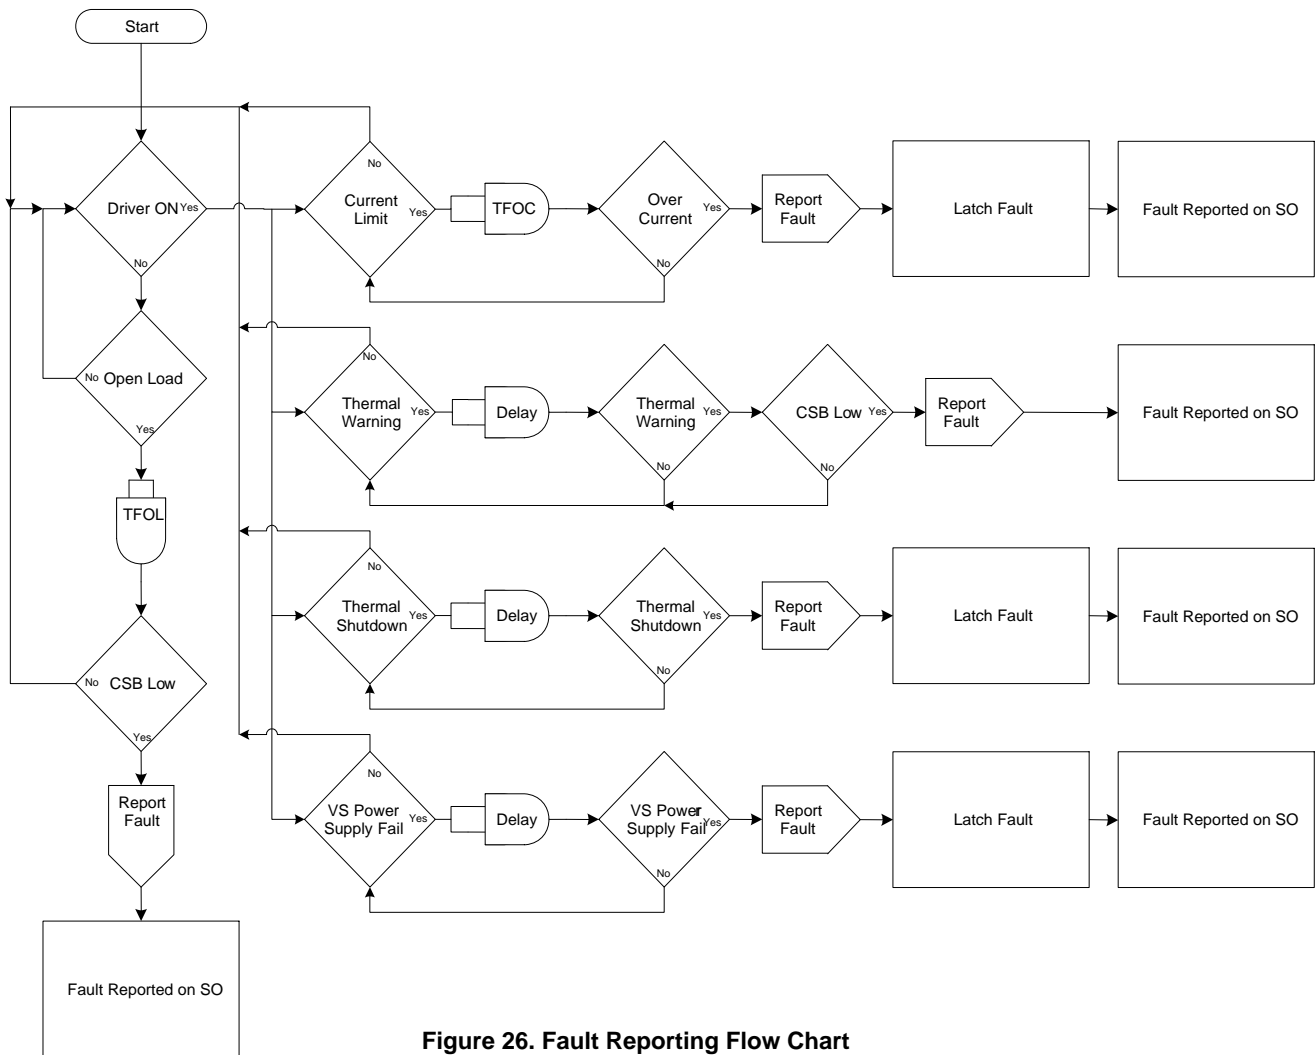 Start
Driver ON
Yes
No
Current
Limit
No
Yes
TFOC
Over
Current
Yes
No
Report
Fault
Latch Fault
Fault Reported on SO
Open Load
No
Yes
Thermal
Warning
No
Yes
Delay
Thermal
Warning
Yes
No
CSB Low
Yes
No
Report
Fault
Fault Reported on SO
TFOL
Thermal
Shutdown
No
Yes
Delay
Thermal
Shutdown
Yes
No
Report
Fault
Latch Fault
Fault Reported on SO
CSB Low
No
Yes
VS Power
Supply Fail
No
Yes
Delay
VS Power
Supply Fail
Yes
No
Report
Fault
Latch Fault
Fault Reported on SO
Report
Fault
Fault Reported on SO
Figure 26. Fault Reporting Flow Chart